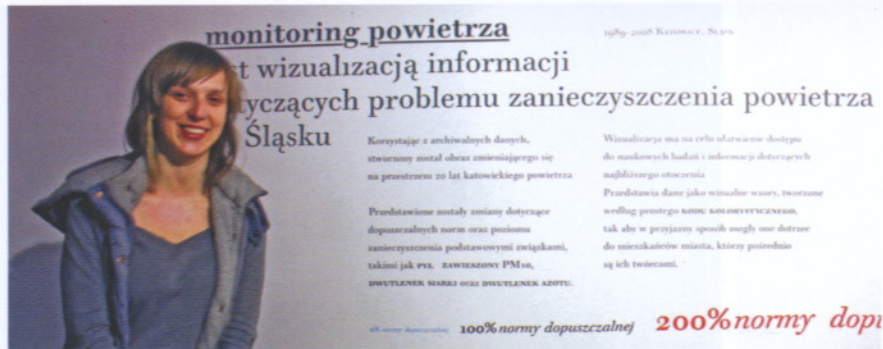 monitoring powietrza
st wizualizacją informacji
tyczących problemu zanieczyszczenia powietrza
Śląsku
1989-2008 Katowice, Śląsk
Korzystając z archiwalnych danych,
stworzony został obraz zmieniającego się
na przestrzeni 20 lat katowickiego powietrza
Przedstawione zostały zmiany dotyczące
dopuszczalnych norm oraz poziomu
zanieczyszczenia podstawowymi związkami,
takimi jak PYŁ ZAWIESZONY PM10,
DWUTLENEK SIARKI oraz DWUTLENEK AZOTU.
Wizualizacja ma na celu ułatwienie dostępu
do naukowych badań i informacji dotyczących
najbliższego otoczenia
Przedstawia dane jako wizualne wzory, tworzone
według prostego KODU KOLORYSTYCZNEGO,
tak aby w przyjazny sposób mogły one dotrzeć
do mieszkańców miasta, którzy pośrednio
są ich twórcami.
normy dopuszczalnej 100% normy dopuszczalnej 200% normy dopu